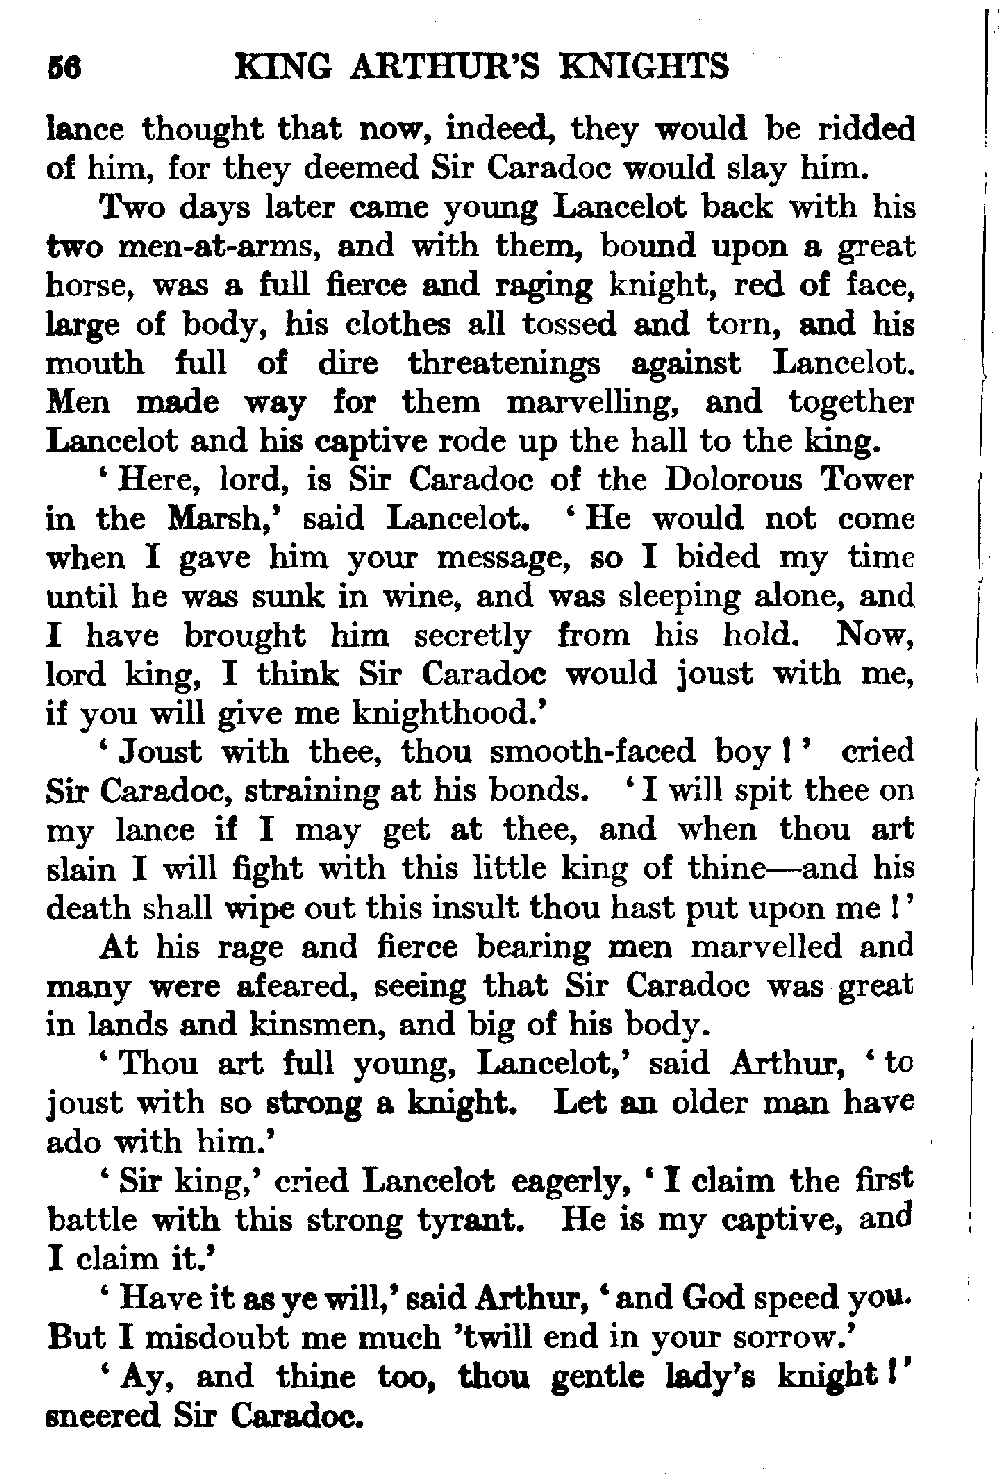 56 KING ARTHUR'S KNIGHTS
lance thought that now, indeed, they would be ridded
of him, for they deemed Sir Caradoc would slay him.
Two days later came young Lancelot back with his
two men-at-arms, and with them, bound upon a great
horse, was a full fierce and raging knight, red of face,
large of body, his clothes all tossed and torn, and his
mouth full of dire threatenings against Lancelot.
Men made way for them marvelling, and together
Lancelot and his captive rode up the hall to the king.
‘ Here, lord, is Sir Caradoc of the Dolorous Tower
in the Marsh,’ said Lancelot. ‘ He would not come
when I gave him your message, so I bided my time
until he was sunk in wine, and was sleeping alone, and
I have brought him secretly from his hold. Now,
lord king, I think Sir Caradoc would joust with me,
if you will give me knighthood.’
‘ Joust with thee, thou smooth-faced boy ! ’ cried
Sir Caradoc, straining at his bonds. ‘ I will spit thee on
my lance if I may get at thee, and when thou art
slain I will fight with this little king of thine—and his
death shall wipe out this insult thou hast put upon me ! ’
At his rage and fierce bearing men marvelled and
many were afeared, seeing that Sir Caradoc was great
in lands and kinsmen, and big of his body.
‘ Thou art full young, Lancelot,’ said Arthur, ‘ to
joust with so strong a knight. Let an older man have
ado with him.’
‘ Sir king,’ cried Lancelot eagerly, ‘ I claim the first
battle with this strong tyrant. He is my captive, and
I claim it.’
‘ Have it as ye will,’ said Arthur, ‘ and God speed you.
But I misdoubt me much ’twill end in your sorrow.’
‘ Ay, and thine too, thou gentle lady’s knight ! ’
sneered Sir Caradoc.